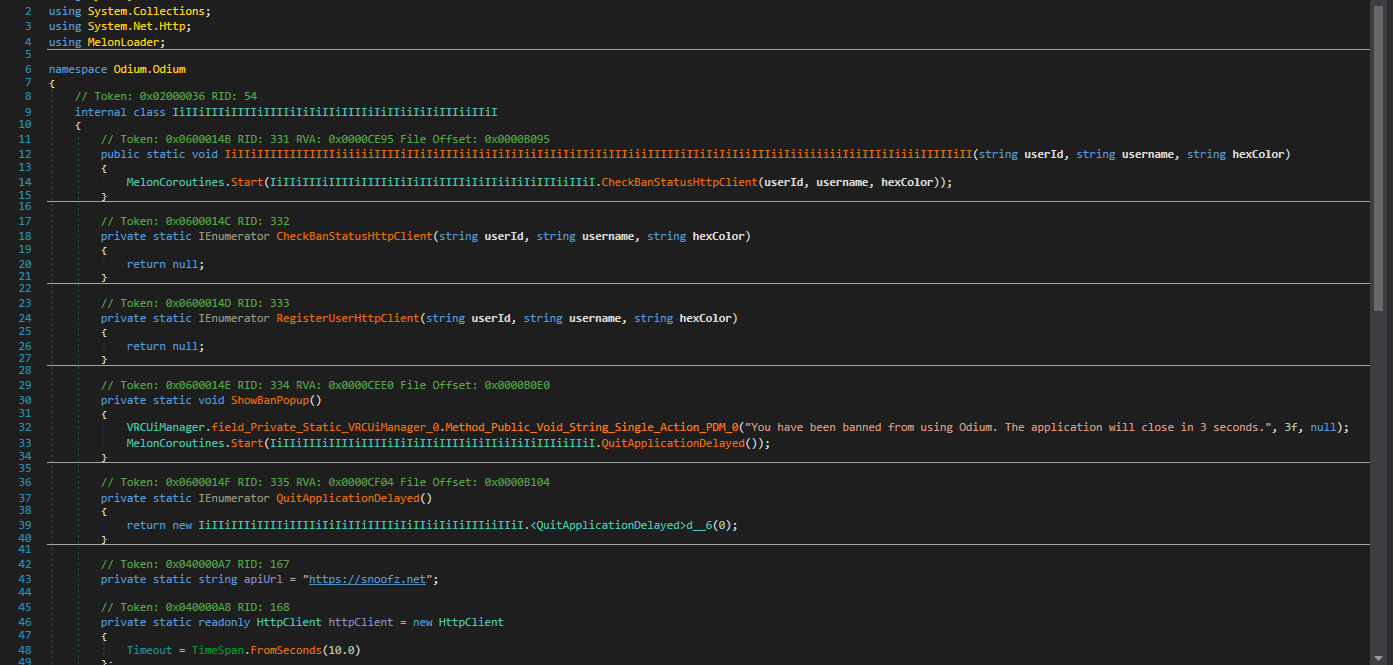 2 using System.Collections;
3 using System.Net.Http;
4 using MelonLoader;
5
6 namespace Odium.Odium
7 {
8 // Token: 0x02000036 RID: 54
9 internal class
10 {
11 // Token: 0x0600014B RID: 331 RVA: 0x0000CE95 File Offset: 0x0000B095
12 public static void (string userId, string username, string hexColor)
13 {
14 MelonCoroutines.Start(.CheckBanStatusHttpClient(userId, username, hexColor));
15 }
16
17 // Token: 0x0600014C RID: 332
18 private static IEnumerator CheckBanStatusHttpClient(string userId, string username, string hexColor)
19 {
20 return null;
21 }
22
23 // Token: 0x0600014D RID: 333
24 private static IEnumerator RegisterUserHttpClient(string userId, string username, string hexColor)
25 {
26 return null;
27 }
28
29 // Token: 0x0600014E RID: 334 RVA: 0x0000CEE0 File Offset: 0x0000B0E0
30 private static void ShowBanPopup()
31 {
32 VRCUiManager.field_Private_Static_VRCUiManager_0.Method_Public_Void_String_Single_Action_PDM_0("You have been banned from using Odium. The application will close in 3 seconds.", 3f, null);
33 MelonCoroutines.Start(.QuitApplicationDelayed());
34 }
35
36 // Token: 0x0600014F RID: 335 RVA: 0x0000CF04 File Offset: 0x0000B104
37 private static IEnumerator QuitApplicationDelayed()
38 {
39 return new .<QuitApplicationDelayed>d__6(0);
40 }
41
42 // Token: 0x040000A7 RID: 167
43 private static string apiUrl = "https://snoofz.net";
44
45 // Token: 0x040000A8 RID: 168
46 private static readonly HttpClient httpClient = new HttpClient
47 {
48 Timeout = TimeSpan.FromSeconds(10.0)
49 };